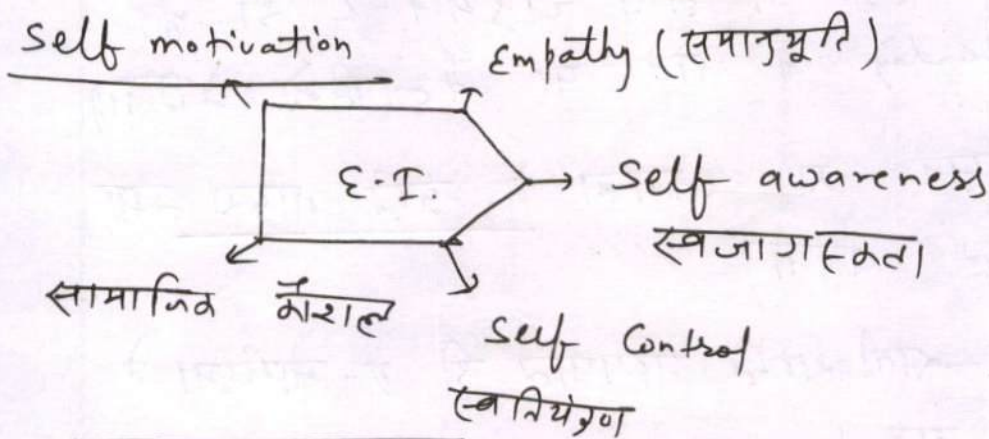 Self motivation
Empathy (समानुभूति)
E.I.
Self awareness
स्वजागरूकता
सामाजिक कौशल
Self Control
स्वनियंत्रण